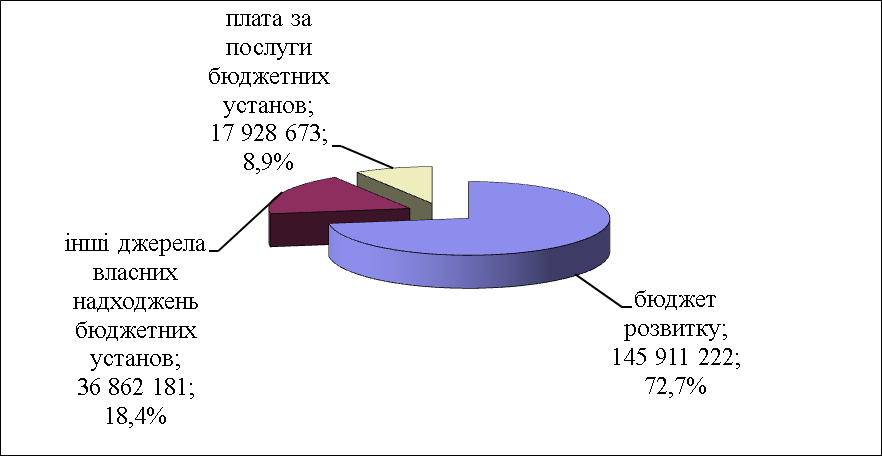 плата за
послуги
бюджетних
установ;
17 928 673;
8,9%
інші джерела
власних
надходжень
бюджетних
установ;
36 862 181;
18,4%
бюджет
розвитку;
145 911 222;
72,7%